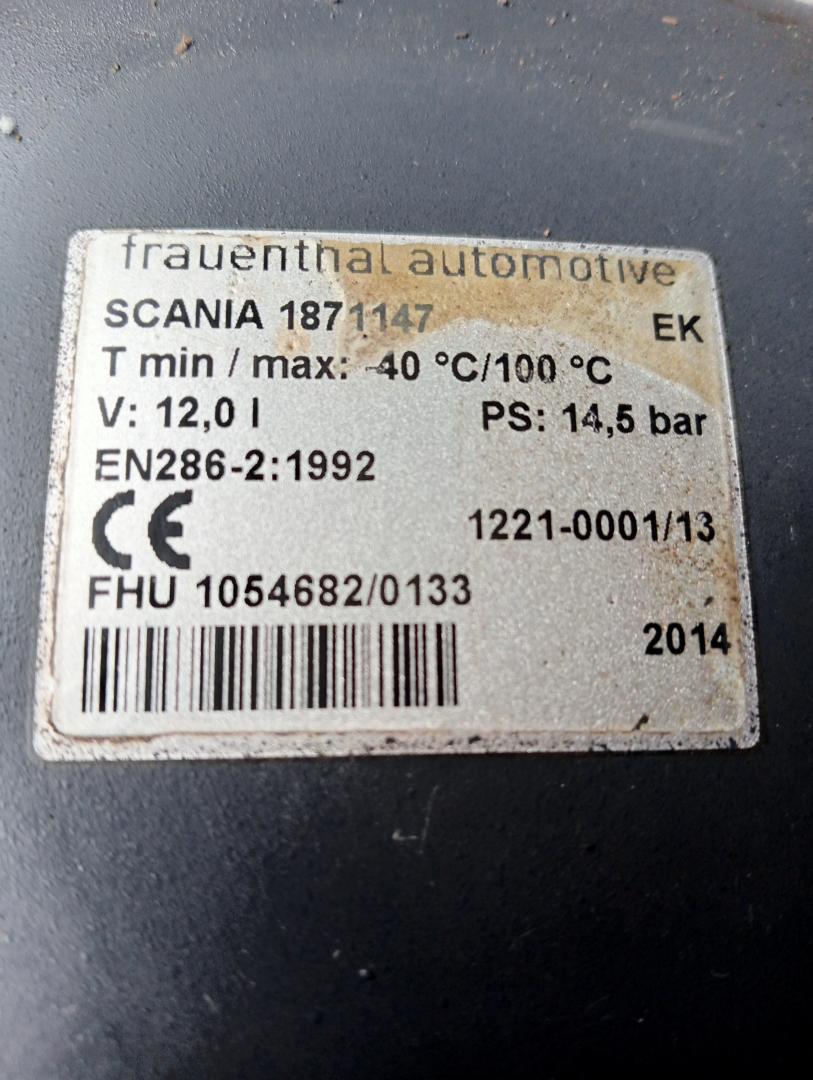 frauenthal automotive
SCANIA 1871147 EK
T min / max: -40 °C/100 °C
V: 12,0 l PS: 14,5 bar
EN286-2:1992
CE 1221-0001/13
FHU 1054682/0133
2014